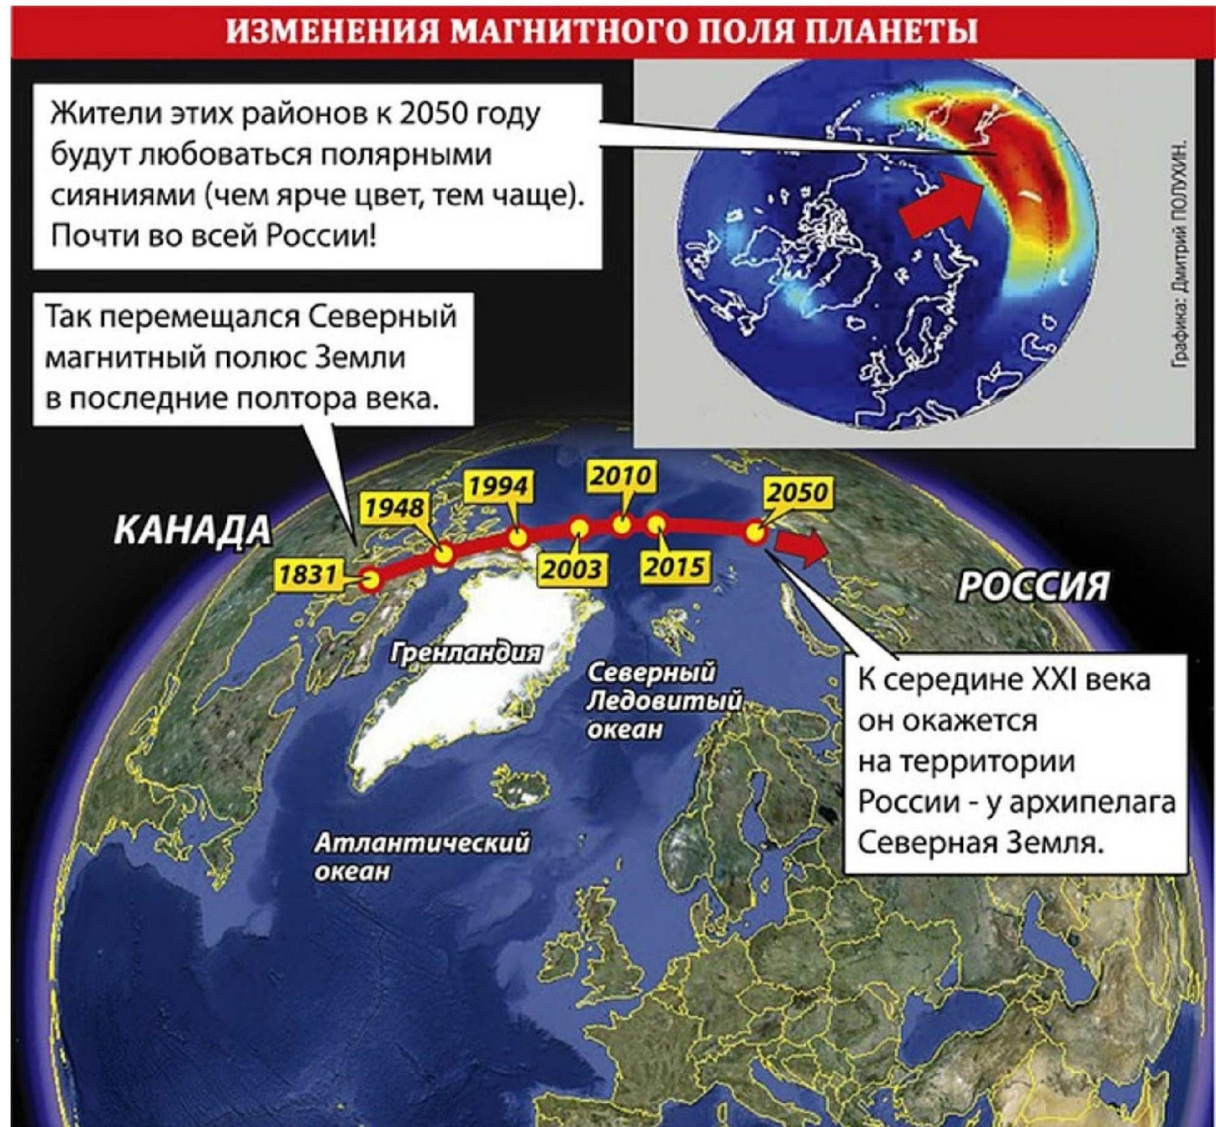 ИЗМЕНЕНИЯ МАГНИТНОГО ПОЛЯ ПЛАНЕТЫ
Жители этих районов к 2050 году
будут любоваться полярными
сияниями (чем ярче цвет, тем чаще).
Почти во всей России!
Графика: Дмитрий ПОЛУХИН.
Так перемещался Северный
магнитный полюс Земли
в последние полтора века.
КАНАДА
1831
1948
1994
2003
2010
2015
2050
РОССИЯ
Гренландия
Северный
Ледовитый
океан
К середине XXI века
он окажется
на территории
России - у архипелага
Северная Земля.
Атлантический
океан